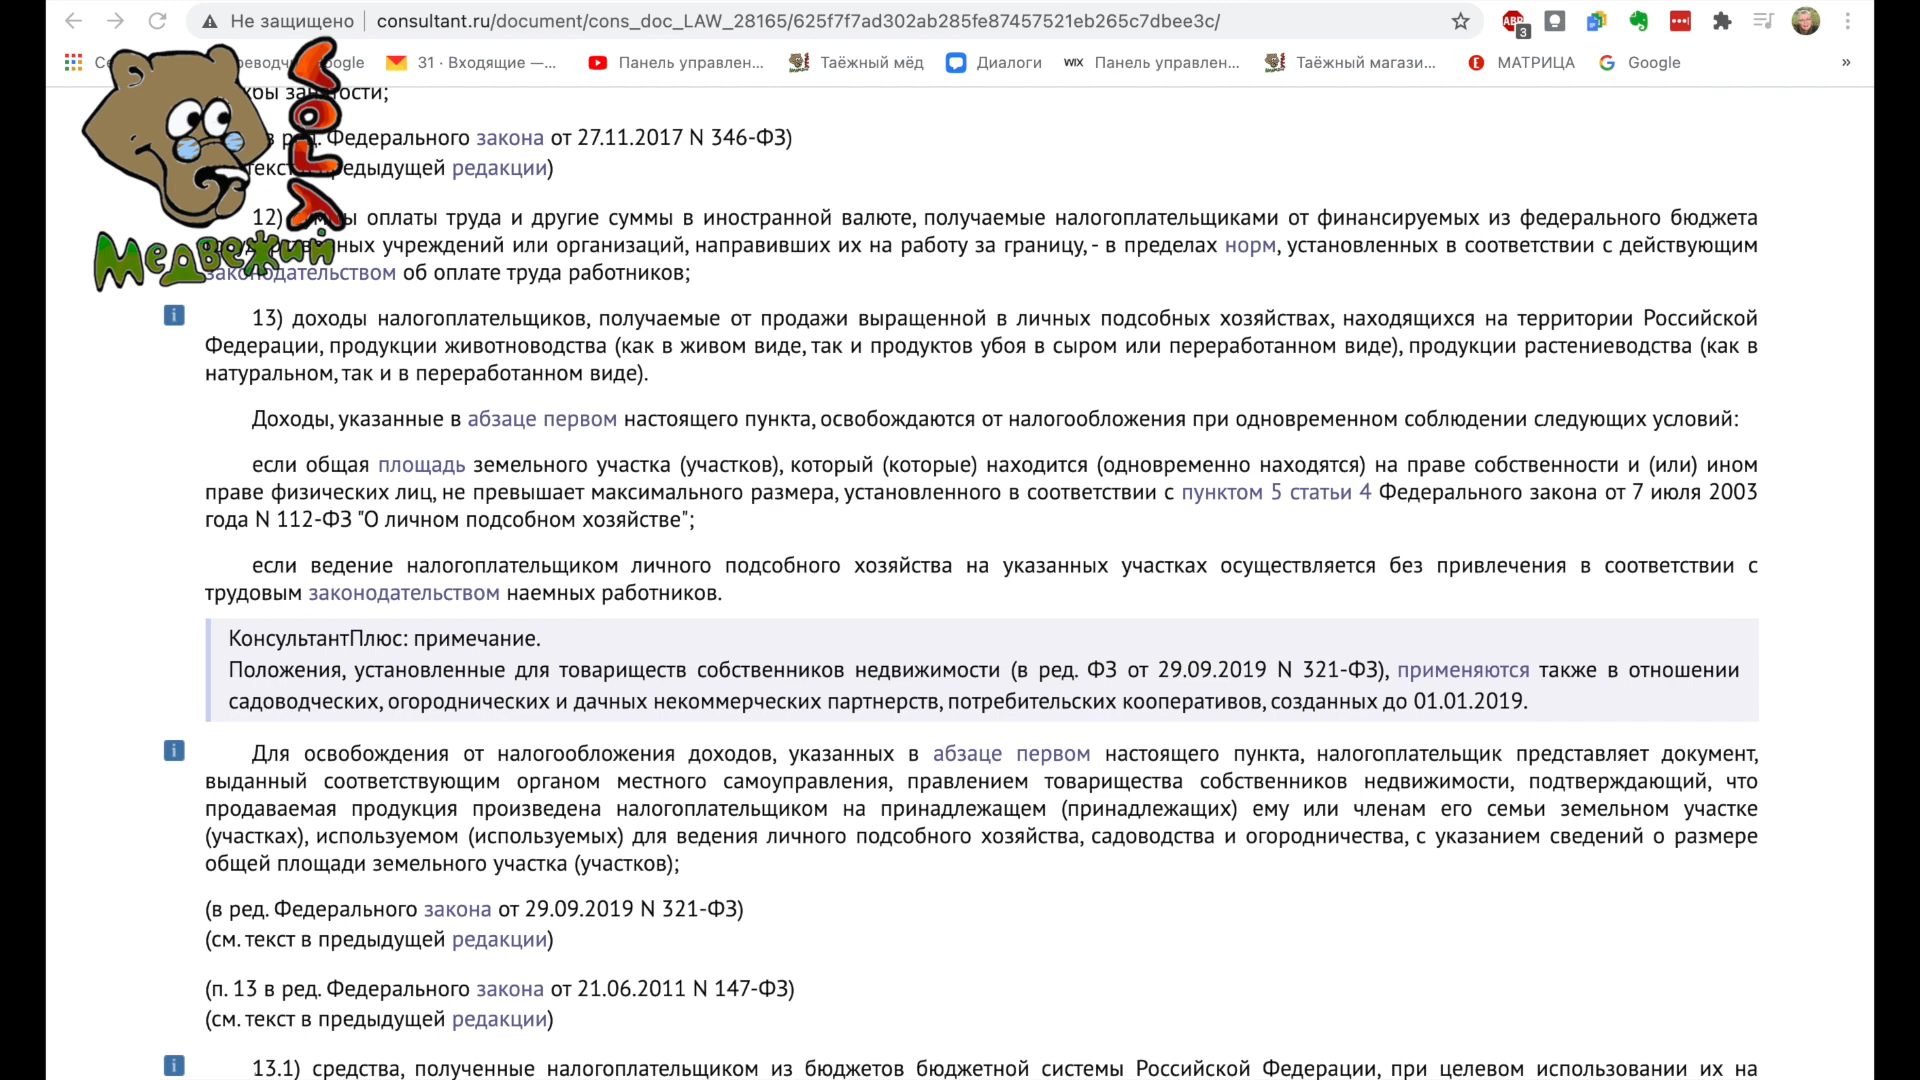 Не защищено consultant.ru/document/cons_doc_LAW_28165/625f7f7ad302ab285fe87457521eb265c7dbee3c/
ABP 3
31 · Входящие —... Панель управлен... Таёжный мёд Диалоги WIX Панель управлен... Таёжный магази... МАТРИЦА Google »
Медвежий
в ред. Федерального закона от 27.11.2017 N 346-ФЗ)
текст в предыдущей редакции)
12) оплаты труда и другие суммы в иностранной валюте, получаемые налогоплательщиками от финансируемых из федерального бюджета
учреждений или организаций, направивших их на работу за границу, - в пределах норм, установленных в соответствии с действующим
законодательством об оплате труда работников;
13) доходы налогоплательщиков, получаемые от продажи выращенной в личных подсобных хозяйствах, находящихся на территории Российской
Федерации, продукции животноводства (как в живом виде, так и продуктов убоя в сыром или переработанном виде), продукции растениеводства (как в
натуральном, так и в переработанном виде).
Доходы, указанные в абзаце первом настоящего пункта, освобождаются от налогообложения при одновременном соблюдении следующих условий:
если общая площадь земельного участка (участков), который (которые) находится (одновременно находятся) на праве собственности и (или) ином
праве физических лиц, не превышает максимального размера, установленного в соответствии с пунктом 5 статьи 4 Федерального закона от 7 июля 2003
года N 112-ФЗ "О личном подсобном хозяйстве";
если ведение налогоплательщиком личного подсобного хозяйства на указанных участках осуществляется без привлечения в соответствии с
трудовым законодательством наемных работников.
КонсультантПлюс: примечание.
Положения, установленные для товариществ собственников недвижимости (в ред. ФЗ от 29.09.2019 N 321-ФЗ), применяются также в отношении
садоводческих, огороднических и дачных некоммерческих партнерств, потребительских кооперативов, созданных до 01.01.2019.
Для освобождения от налогообложения доходов, указанных в абзаце первом настоящего пункта, налогоплательщик представляет документ,
выданный соответствующим органом местного самоуправления, правлением товарищества собственников недвижимости, подтверждающий, что
продаваемая продукция произведена налогоплательщиком на принадлежащем (принадлежащих) ему или членам его семьи земельном участке
(участках), используемом (используемых) для ведения личного подсобного хозяйства, садоводства и огородничества, с указанием сведений о размере
общей площади земельного участка (участков);
(в ред. Федерального закона от 29.09.2019 N 321-ФЗ)
(см. текст в предыдущей редакции)
(п. 13 в ред. Федерального закона от 21.06.2011 N 147-ФЗ)
(см. текст в предыдущей редакции)
13.1) средства, полученные налогоплательщиком из бюджетов бюджетной системы Российской Федерации, при целевом использовании их на